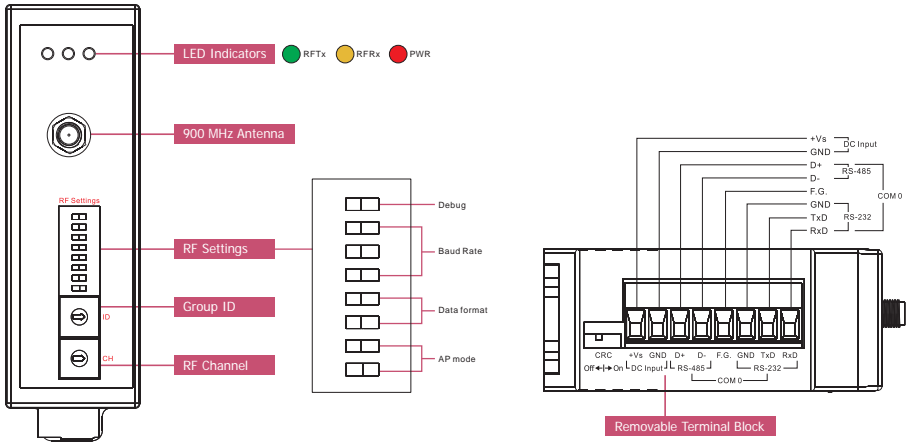 LED Indicators
RFTx
RFRx
PWR
900 MHz Antenna
RF Settings
RF Settings
Group ID
ID
RF Channel
CH
Debug
Baud Rate
Data format
AP mode
+Vs
GND
DC Input
D+
D-
RS-485
F.G.
GND
TxD
RxD
RS-232
COM 0
CRC +Vs GND D+ D- F.G. GND TxD RxD
Off On DC Input RS-485 RS-232
COM 0
Removable Terminal Block